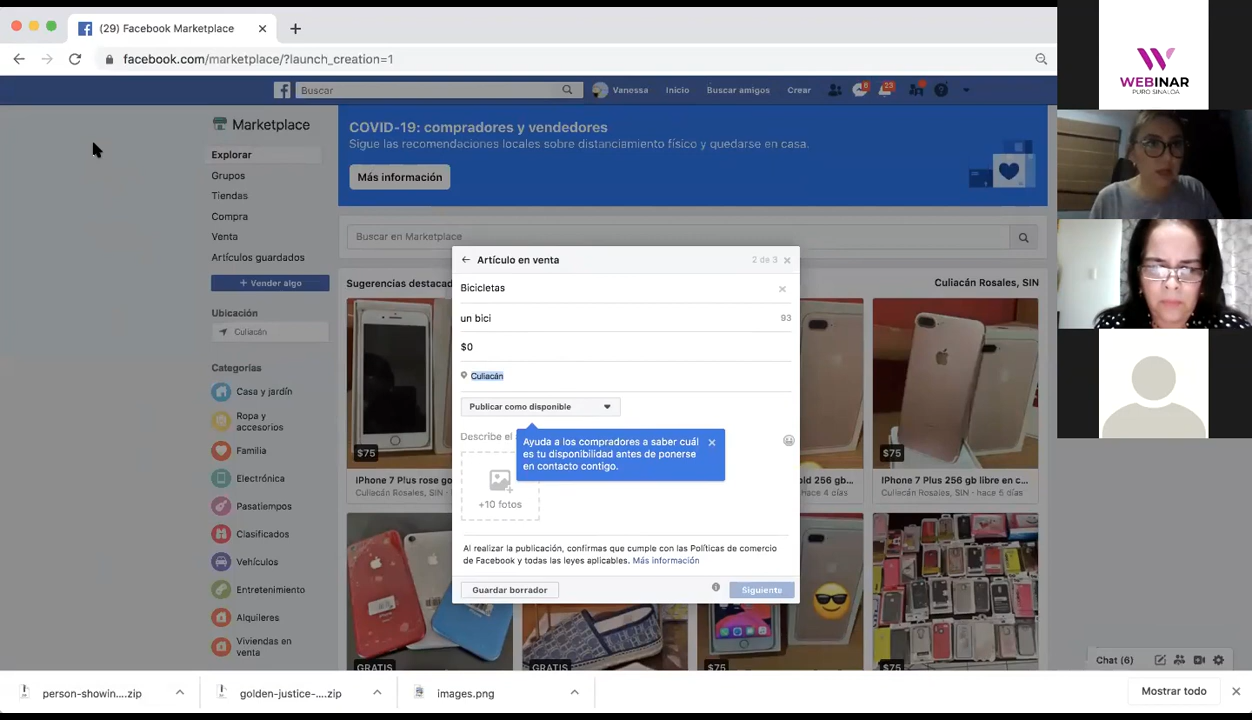 (29) Facebook Marketplace
facebook.com/marketplace/?launch_creation=1
Buscar
Vanessa
Inicio
Buscar amigos
Crear
6
23
WEBINAR
PURO SINALOA
Marketplace
Explorar
Grupos
Tiendas
Compra
Venta
Artículos guardados
+ Vender algo
Ubicación
Culiacán
Categorías
Casa y jardín
Ropa y
accesorios
Familia
Electrónica
Pasatiempos
Clasificados
Vehículos
Entretenimiento
Alquileres
Viviendas en
venta
COVID-19: compradores y vendedores
Sigue las recomendaciones locales sobre distanciamiento físico y quedarse en casa.
Más información
Buscar en Marketplace
Sugerencias destacad
Culiacán Rosales, SIN
Artículo en venta
2 de 3
Bicicletas
un bici
93
$0
Culiacán
Publicar como disponible
Describe el
Ayuda a los compradores a saber cuál
es tu disponibilidad antes de ponerse
en contacto contigo.
+10 fotos
Al realizar la publicación, confirmas que cumple con las Políticas de comercio
de Facebook y todas las leyes aplicables. Más información
Guardar borrador
Siguiente
$75
IPhone 7 Plus rose go
Culiacán Rosales, SIN -
old 256 gb...
hace 4 días
$75
IPhone 7 Plus 256 gb libre en c...
Culiacán Rosales, SIN - hace 6 días
GRATIS
GRATIS
$75
$75
Chat (6)
person-showin....zip
golden-justice-....zip
images.png
Mostrar todo